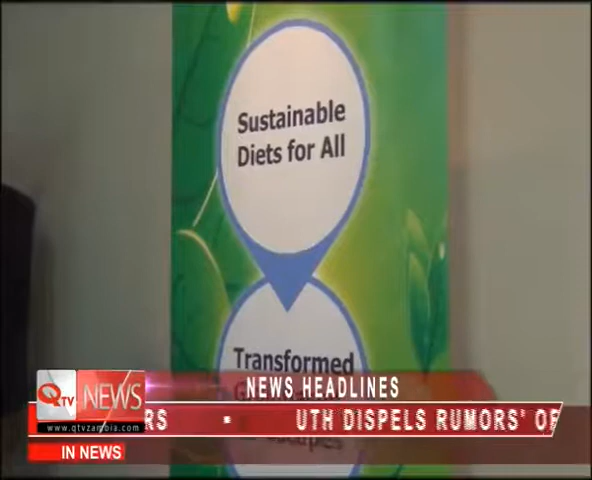 Sustainable
Diets for All
Transformed
NEWS HEADLINES
QTV NEWS
RS ▪ UTH DISPELS RUMORS' OF
www.qtvzambia.com
IN NEWS